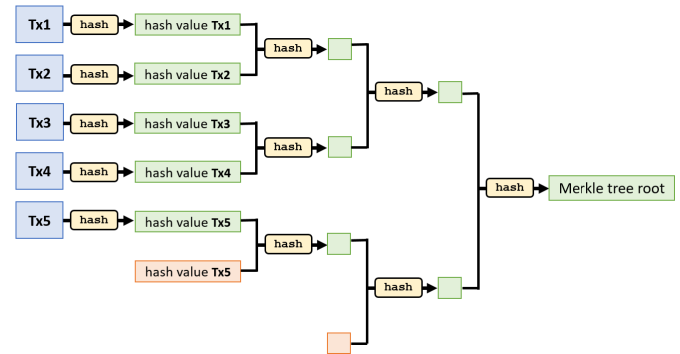 Tx1 hash hash value Tx1
hash
Tx2 hash hash value Tx2
hash
Tx3 hash hash value Tx3
hash
Tx4 hash hash value Tx4
hash Merkle tree root
Tx5 hash hash value Tx5
hash
hash value Tx5
hash